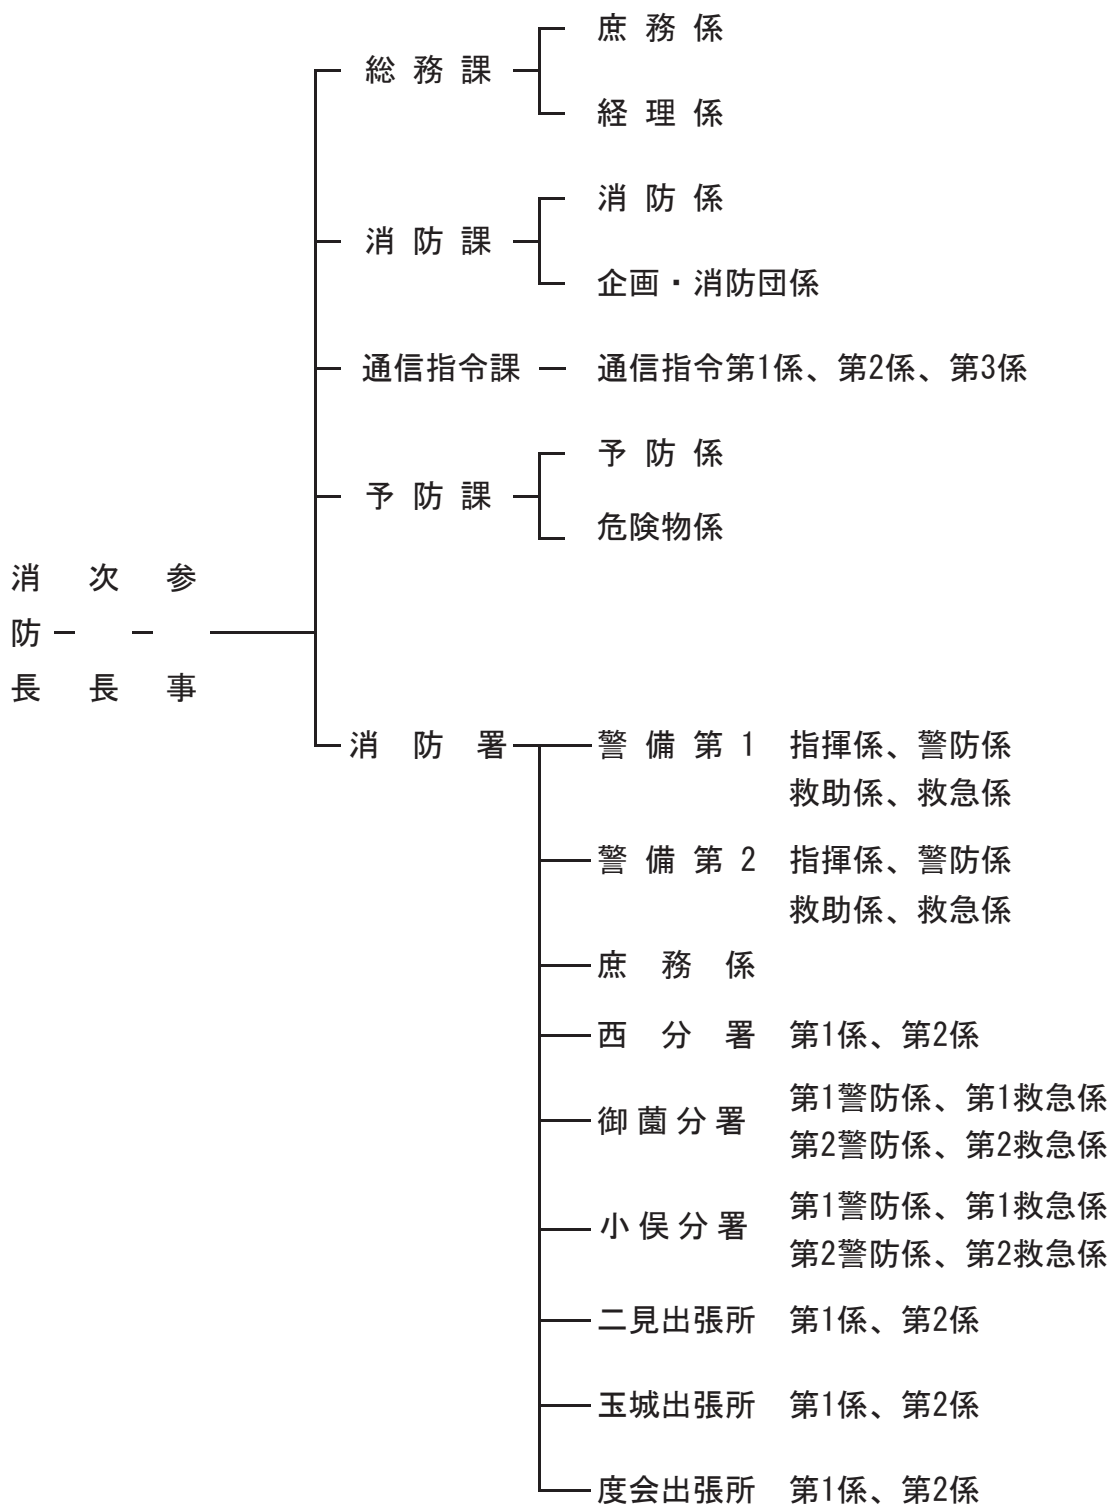 庶務係
総務課
経理係
消防係
消防課
企画・消防団係
通信指令課 通信指令第1係、第2係、第3係
予防係
予防課
危険物係
消防長 次長 参事
消防署 警備第1 指揮係、警防係
救助係、救急係
警備第2 指揮係、警防係
救助係、救急係
庶務係
西分署 第1係、第2係
御薗分署 第1警防係、第1救急係
第2警防係、第2救急係
小俣分署 第1警防係、第1救急係
第2警防係、第2救急係
二見出張所 第1係、第2係
玉城出張所 第1係、第2係
度会出張所 第1係、第2係